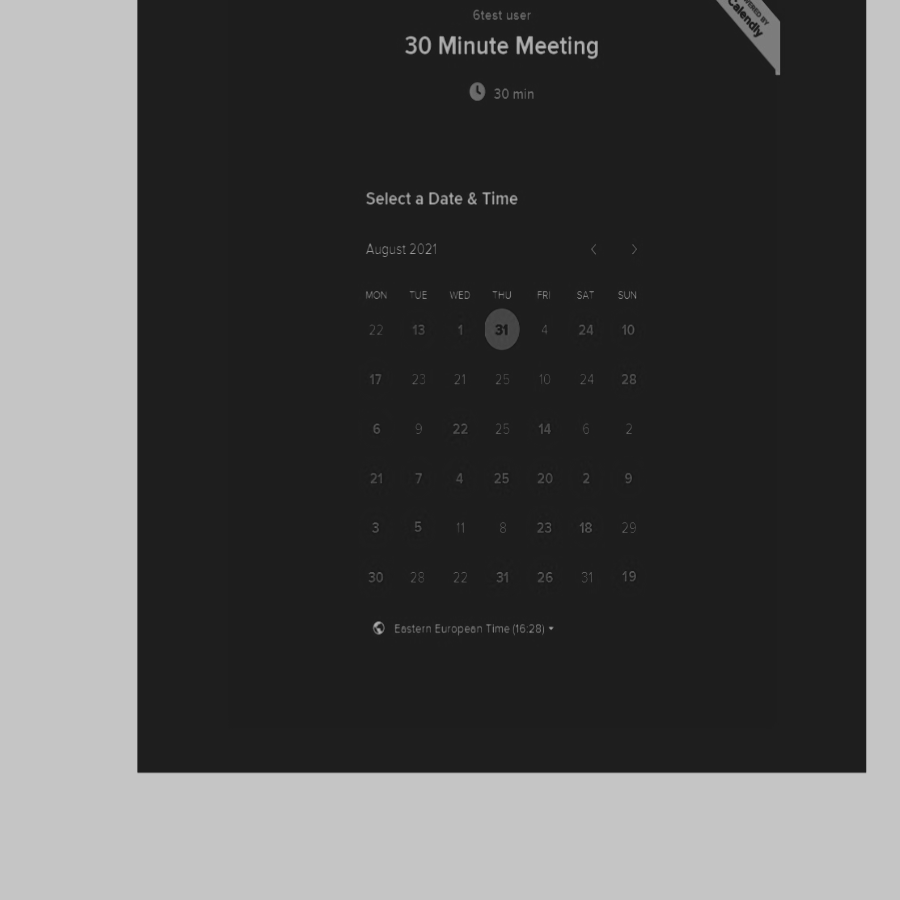 6test user
POWERED BY
Calendly
30 Minute Meeting
30 min
Select a Date & Time
August 2021
MON TUE WED THU FRI SAT SUN
22 13 1 31 4 24 10
17 23 21 25 10 24 28
6 9 22 25 14 6 2
21 7 4 25 20 2 9
3 5 11 8 23 18 29
30 28 22 31 26 31 19
Eastern European Time (16:28)